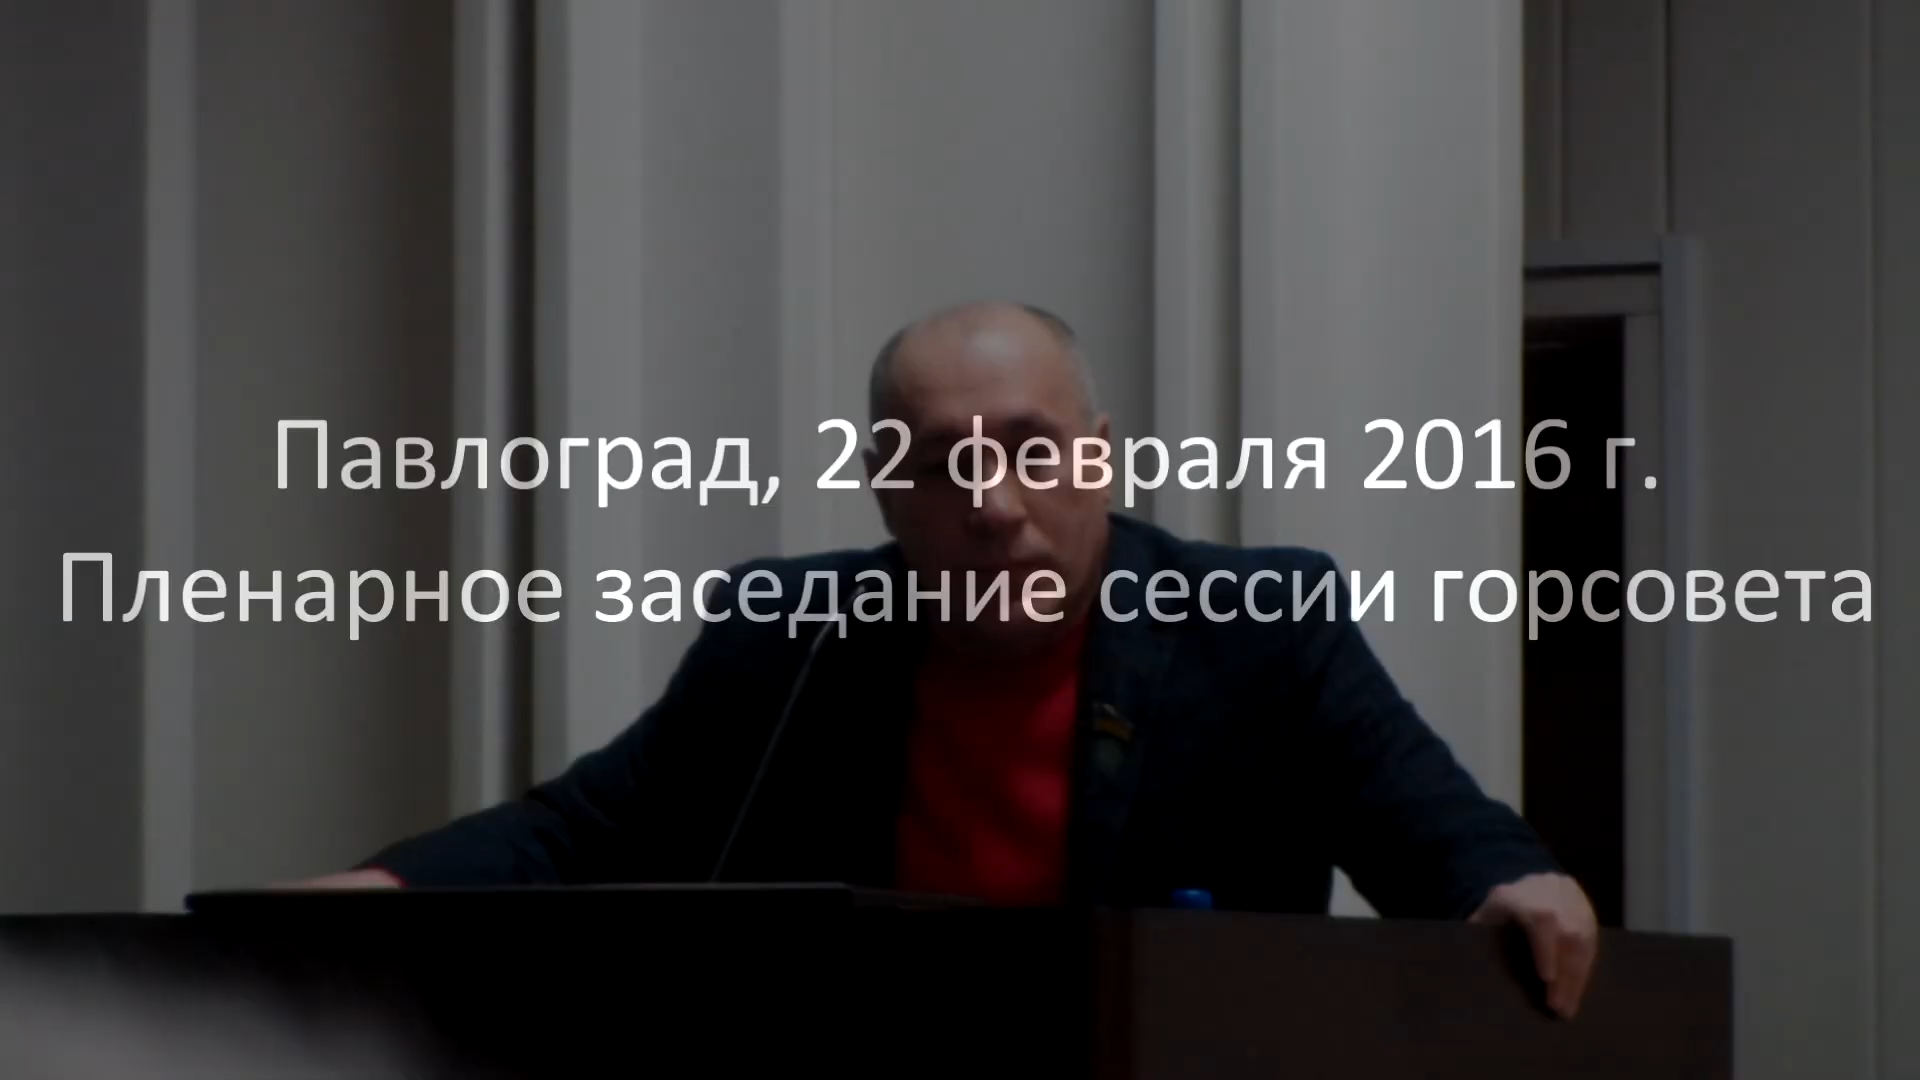 Павлоград, 22 февраля 2016 г.
Пленарное заседание сессии горсовета